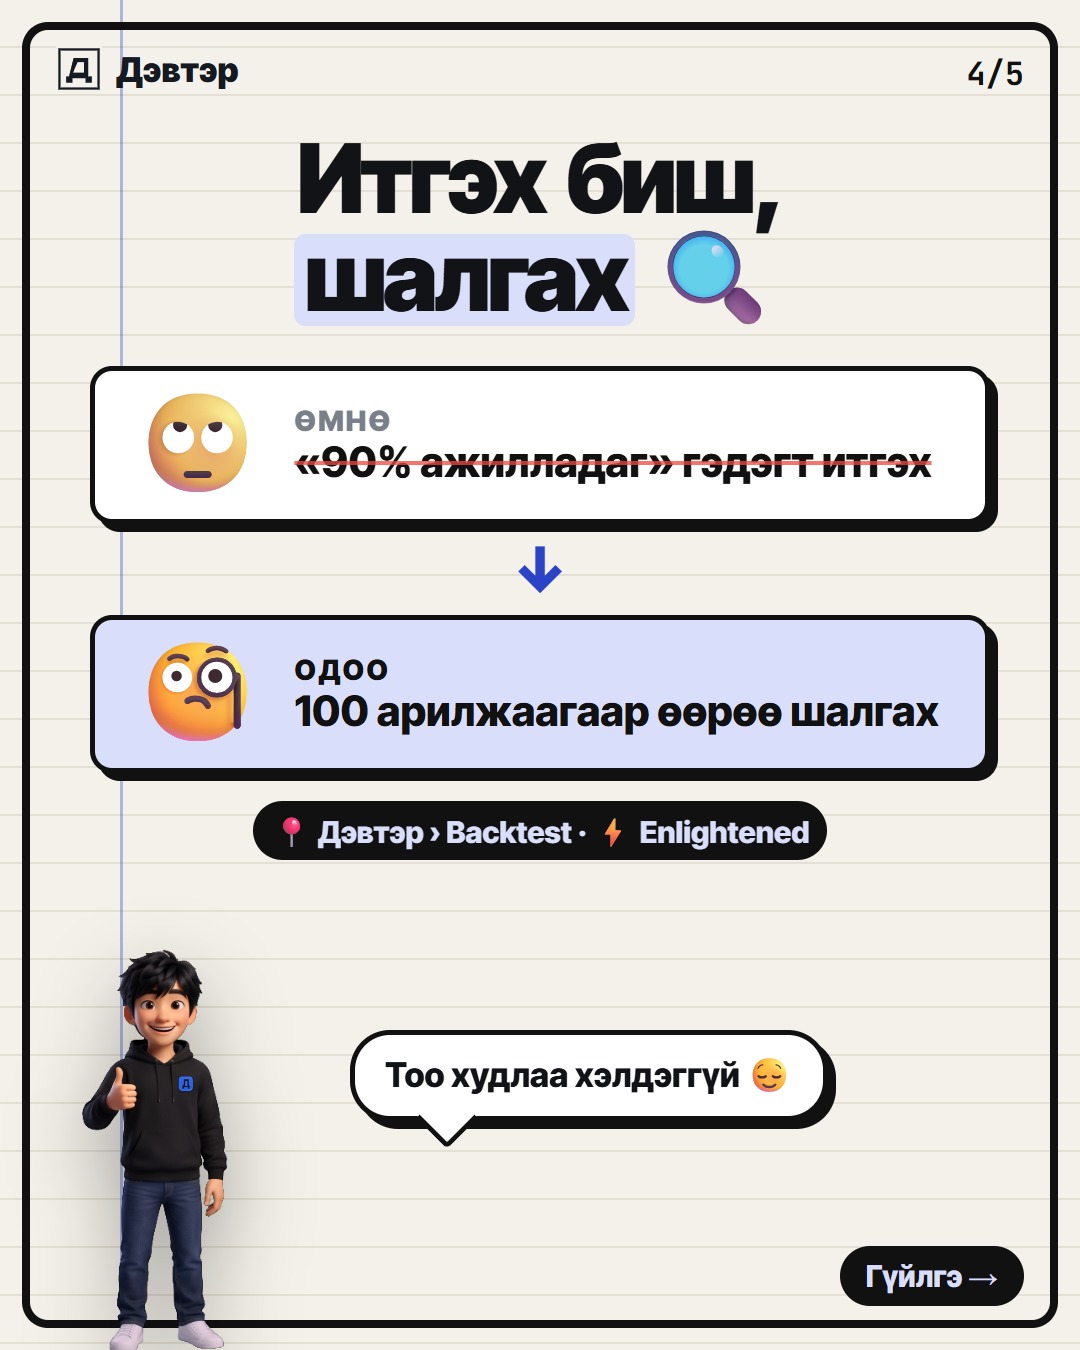 Д Дэвтэр
4/5
Итгэх биш,
шалгах
өмнө
«90% ажилладаг» гэдэгт итгэх
одоо
100 арилжаагаар өөрөө шалгах
Дэвтэр › Backtest · Enlightened
Д
Тоо худлаа хэлдэггүй
Гүйлгэ →